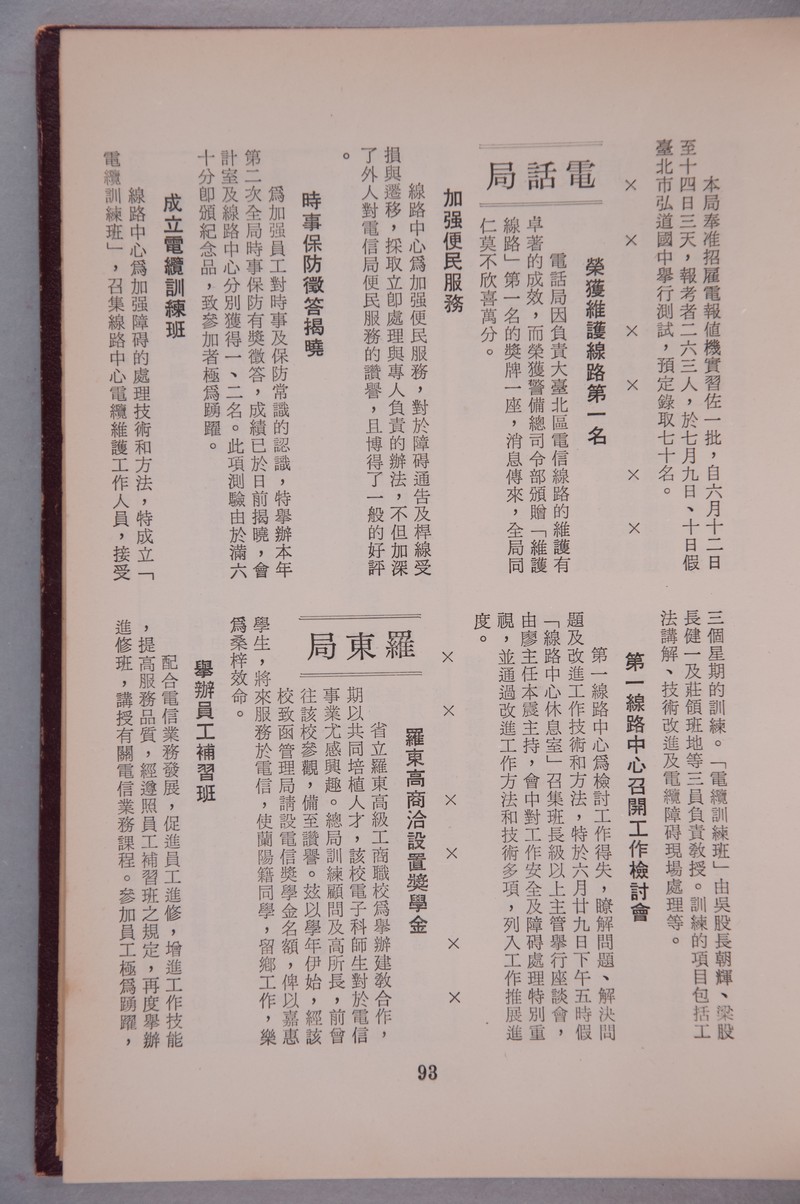 本局奉准招雇電報値機實習佐一批，自六月十二日
至十四日三天，報考者二六三人，於七月九日、十日假
臺北市弘道國中舉行測試，預定錄取七十名。
× × × × × ×
電話局
榮獲維護線路第一名
電話局因負責大臺北區電信線路的維護有
卓著的成效，而榮獲警備總司令部頒贈「維護
線路」第一名的獎牌一座，消息傳來，全局同
仁莫不欣喜萬分。
加强便民服務
線路中心爲加强便民服務，對於障碍通告及桿線受
損與遷移，採取立卽處理與專人負責的辦法，不但加深
了外人對電信局便民服務的讚譽，且博得了一般的好評
。
時事保防徵答揭曉
爲加强員工對時事及保防常識的認識，特舉辦本年
第二次全局時事保防有獎徵答，成績已於日前揭曉，會
計室及線路中心分別獲得一、二名。此項測驗由於滿六
十分卽頒紀念品，致參加者極爲踴躍。
成立電纜訓練班
線路中心爲加强障碍的處理技術和方法，特成立「
電纜訓練班」，召集線路中心電纜維護工作人員，接受
三個星期的訓練。「電纜訓練班」由吳股長朝輝、梁股
長健一及莊領班地等三員負責敎授。訓練的項目包括工
法講解、技術改進及電纜障碍現場處理等。
第一線路中心召開工作檢討會
第一線路中心爲檢討工作得失，瞭解問題、解決問
題及改進工作技術和方法，特於六月廿九日下午五時假
「線路中心休息室」召集班長級以上主管舉行座談會，
由廖主任本震主持，會中對工作安全及障碍處理特別重
視，並通過改進工作方法和技術多項，列入工作推展進
度。
× × × × × ×
羅東局
羅東高商洽設置獎學金
省立羅東高級工商職校爲舉辦建敎合作，
期以共同培植人才，該校電子科師生對於電信
事業尤感興趣。總局訓練顧問及高所長，前曾
往該校參觀，備至讚譽。玆以學年伊始，經該
校致函管理局請設電信獎學金名額，俾以嘉惠
學生，將來服務於電信，使蘭陽籍同學，留鄉工作，樂
爲桑梓效命。
舉辦員工補習班
配合電信業務發展，促進員工進修，增進工作技能
，提高服務品質，經遵照員工補習班之規定，再度舉辦
進修班，講授有關電信業務課程。參加員工極爲踴躍，
93